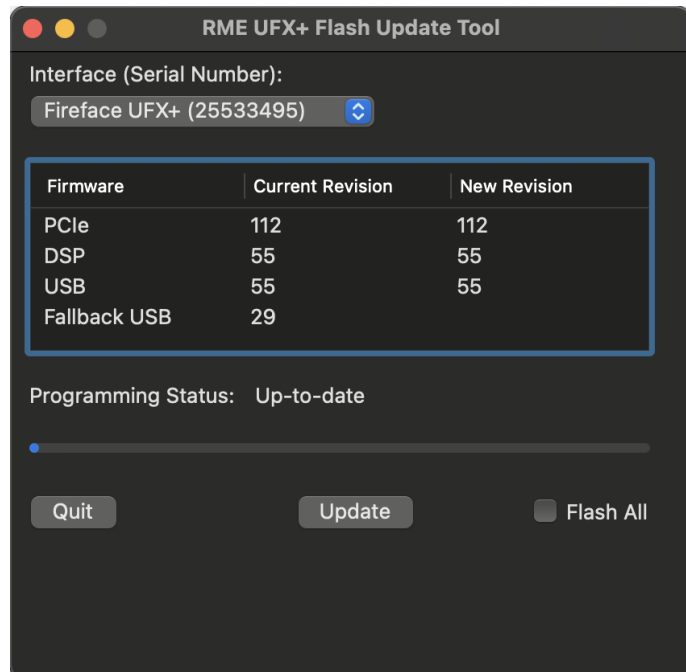 RME UFX+ Flash Update Tool
Interface (Serial Number):
Fireface UFX+ (25533495)
Firmware Current Revision New Revision
PCIe 112 112
DSP 55 55
USB 55 55
Fallback USB 29
Programming Status: Up-to-date
Quit Update Flash All